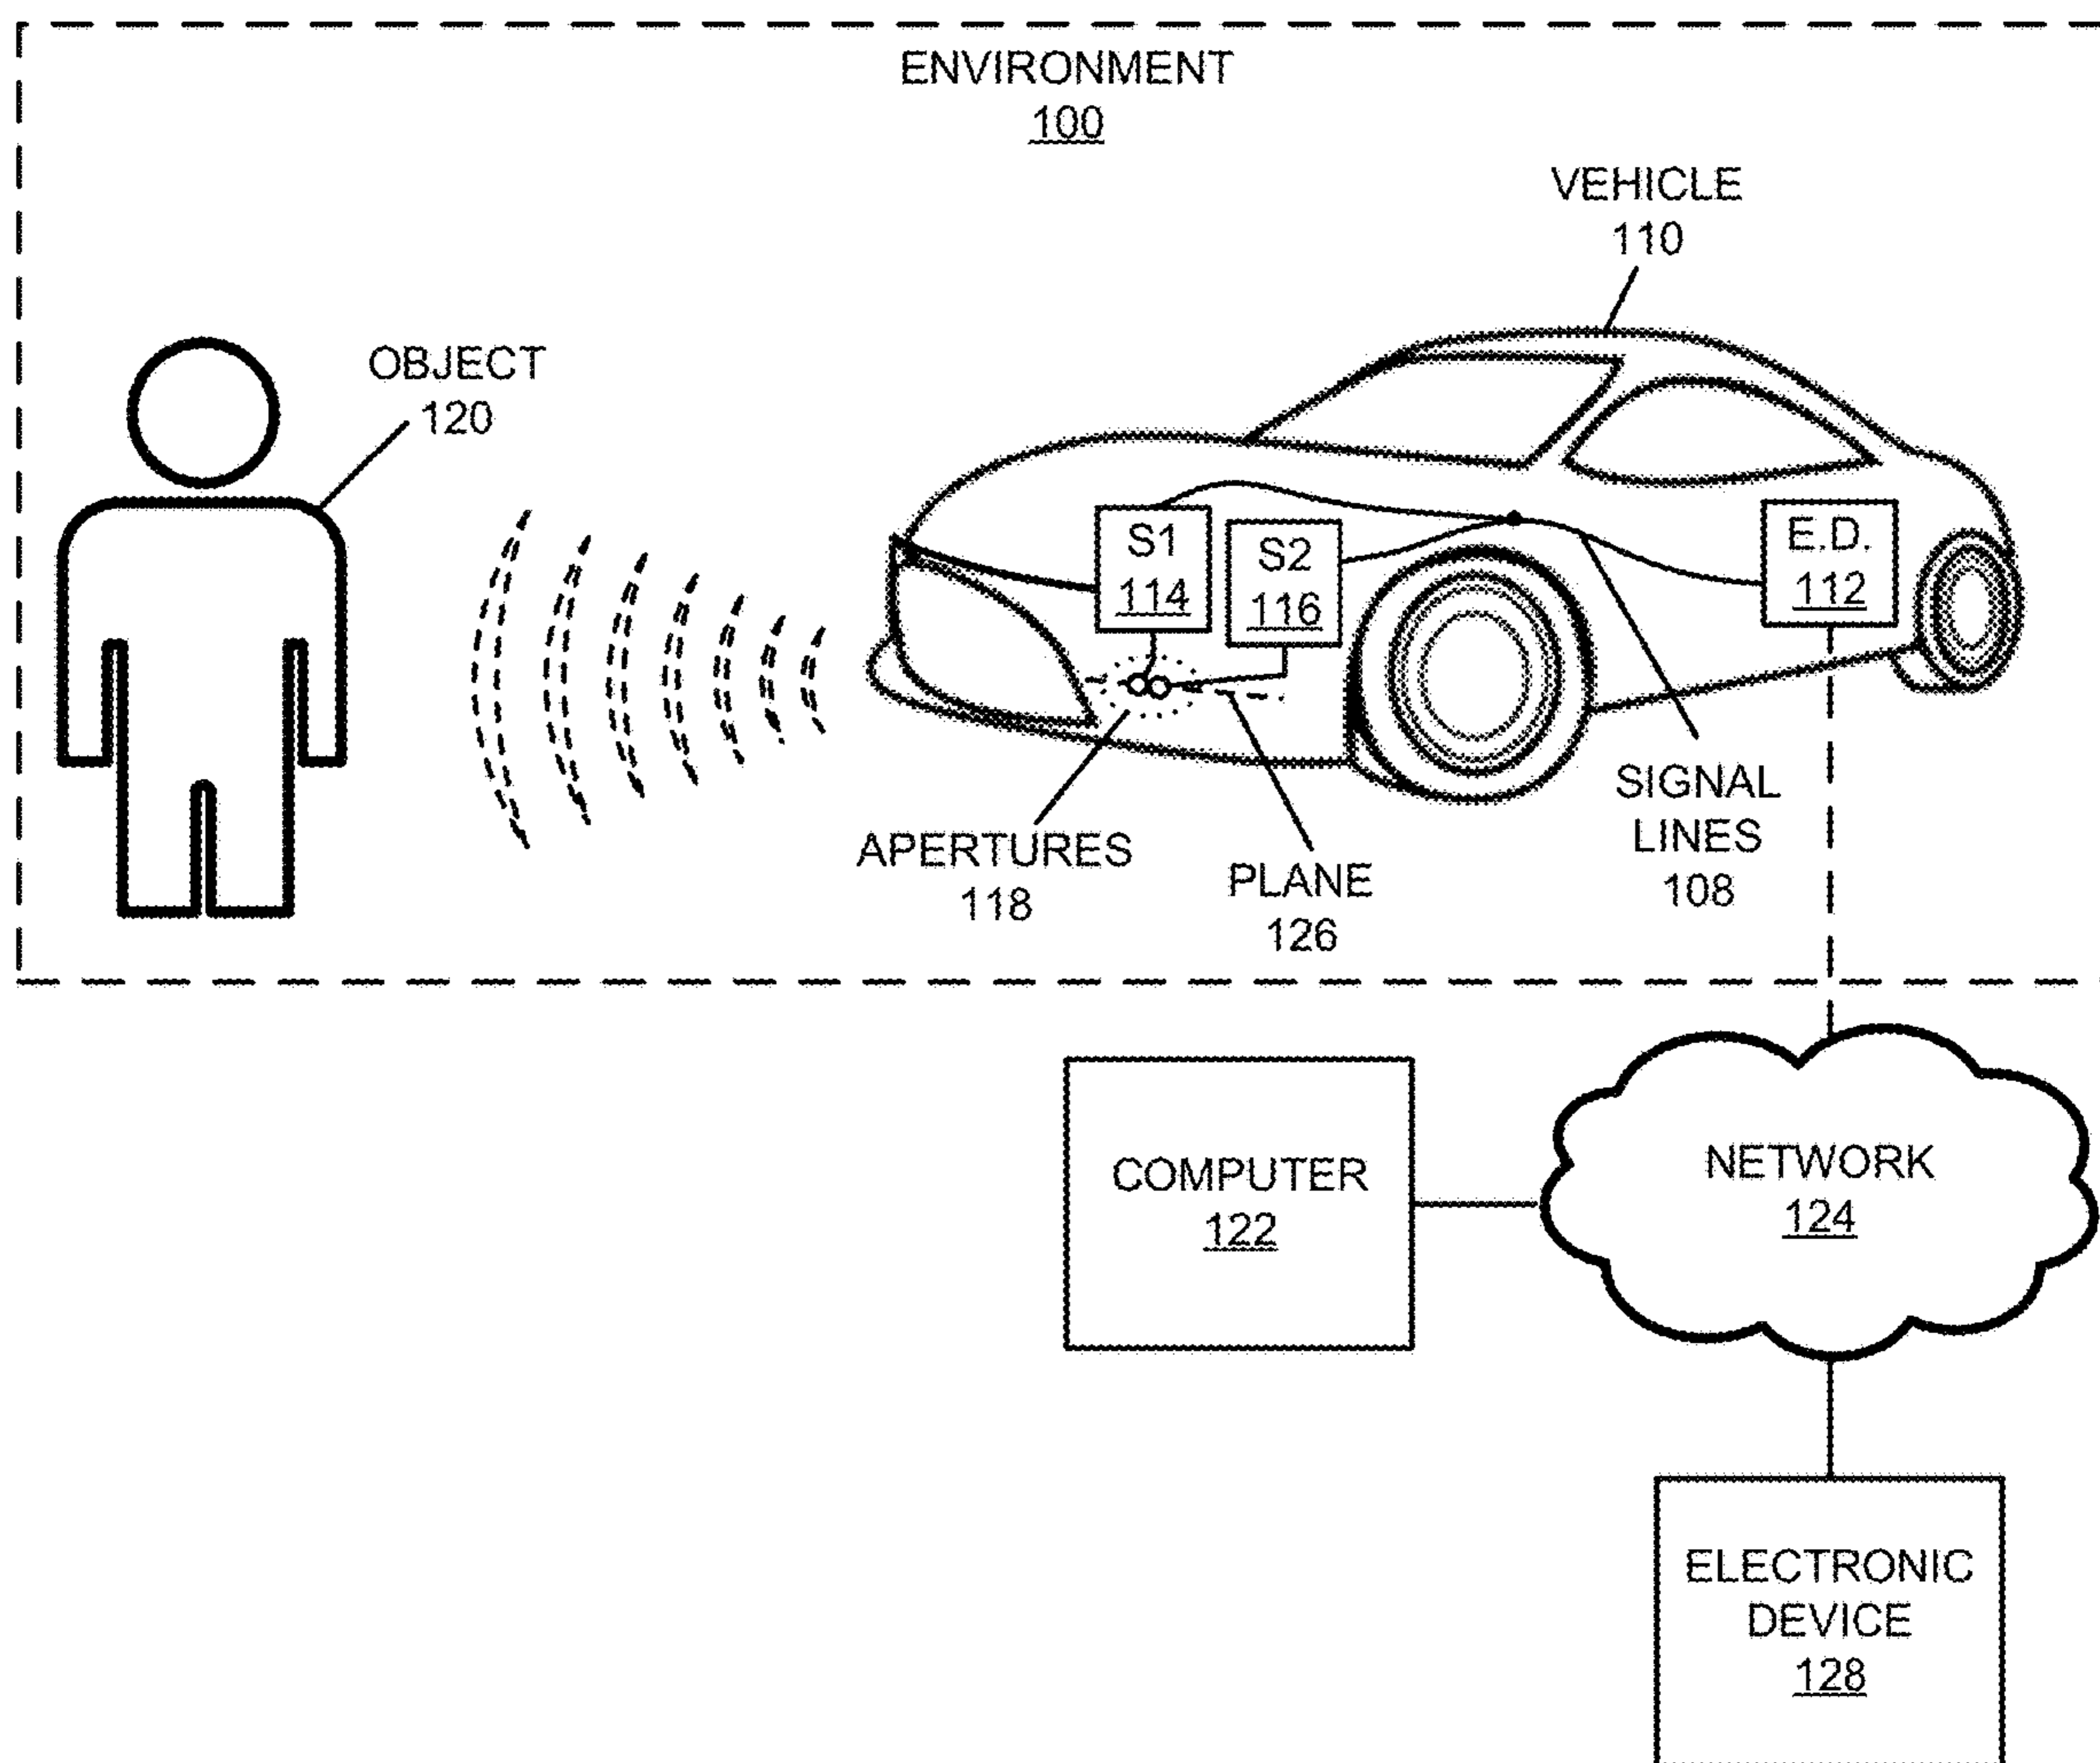 ENVIRONMENT
100
VEHICLE
110
OBJECT
120
S1
114
S2
116
E.D.
112
APERTURES
118
PLANE
126
SIGNAL
LINES
108
COMPUTER
122
NETWORK
124
ELECTRONIC
DEVICE
128